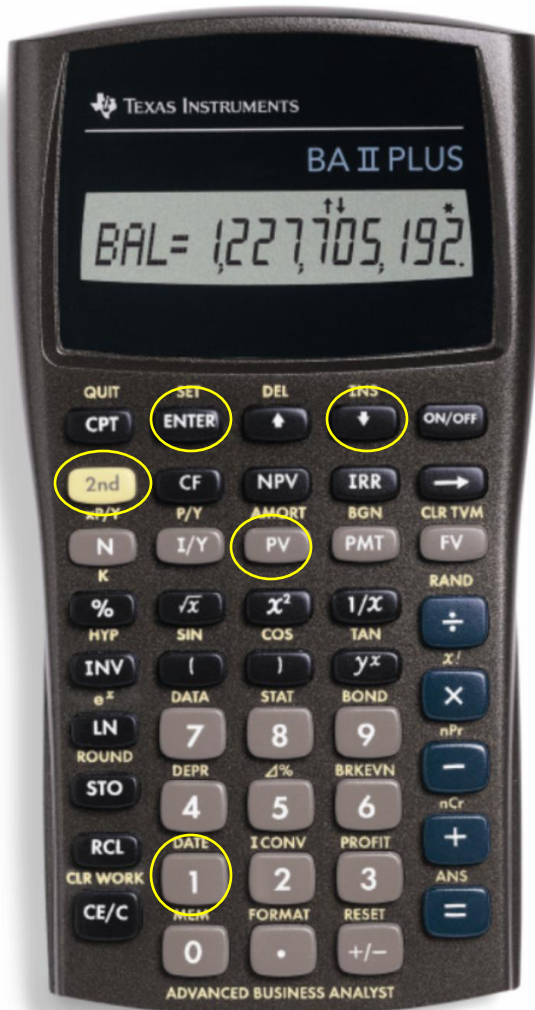 TEXAS INSTRUMENTS
BA II PLUS
BAL= 1,227,705,192.
QUIT SET DEL INS
CPT ENTER ON/OFF
2nd CF NPV IRR
xP/Y P/Y AMORT BGN CLR TVM
N I/Y PV PMT FV
K RAND
% √x x² 1/x ÷
HYP SIN COS TAN x!
INV ( ) yˣ ×
eˣ DATA STAT BOND nPr
LN 7 8 9 −
ROUND DEPR Δ% BRKEVN nCr
STO 4 5 6 +
RCL DATE I CONV PROFIT ANS
CLR WORK 1 2 3 =
CE/C MEM FORMAT RESET
0 . +/−
ADVANCED BUSINESS ANALYST